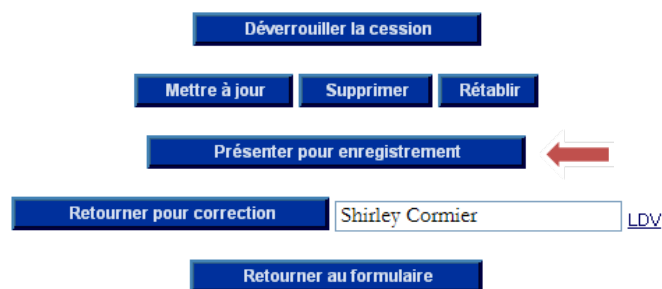 Déverrouiller la cession
Mettre à jour Supprimer Rétablir
Présenter pour enregistrement
Retourner pour correction Shirley Cormier LDV
Retourner au formulaire